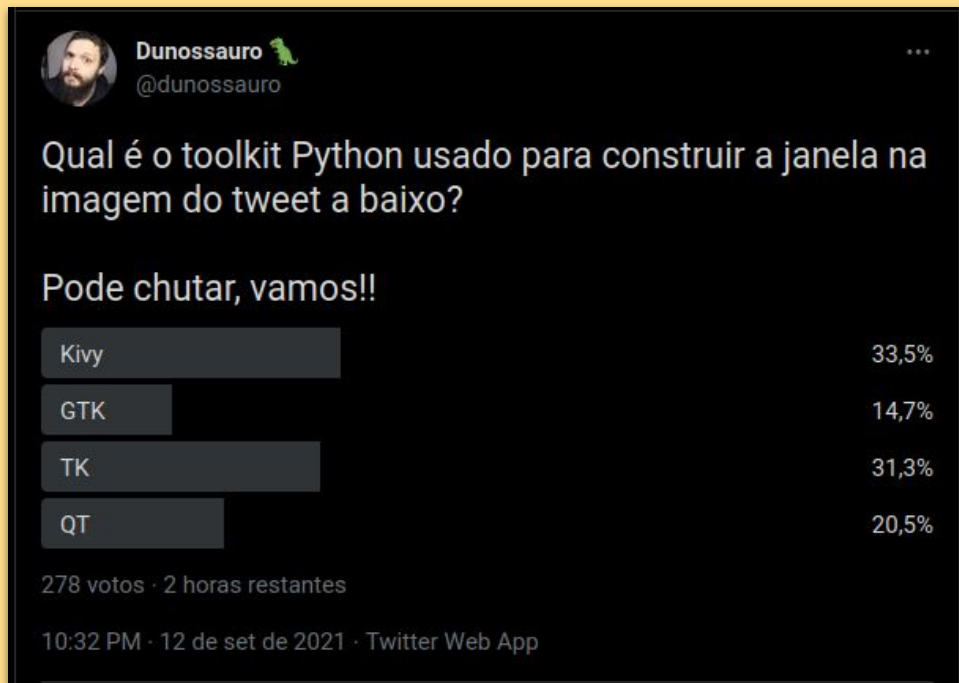 Dunossauro 🦖
@dunossauro
Qual é o toolkit Python usado para construir a janela na
imagem do tweet a baixo?
Pode chutar, vamos!!
Kivy 33,5%
GTK 14,7%
TK 31,3%
QT 20,5%
278 votos · 2 horas restantes
10:32 PM · 12 de set de 2021 · Twitter Web App